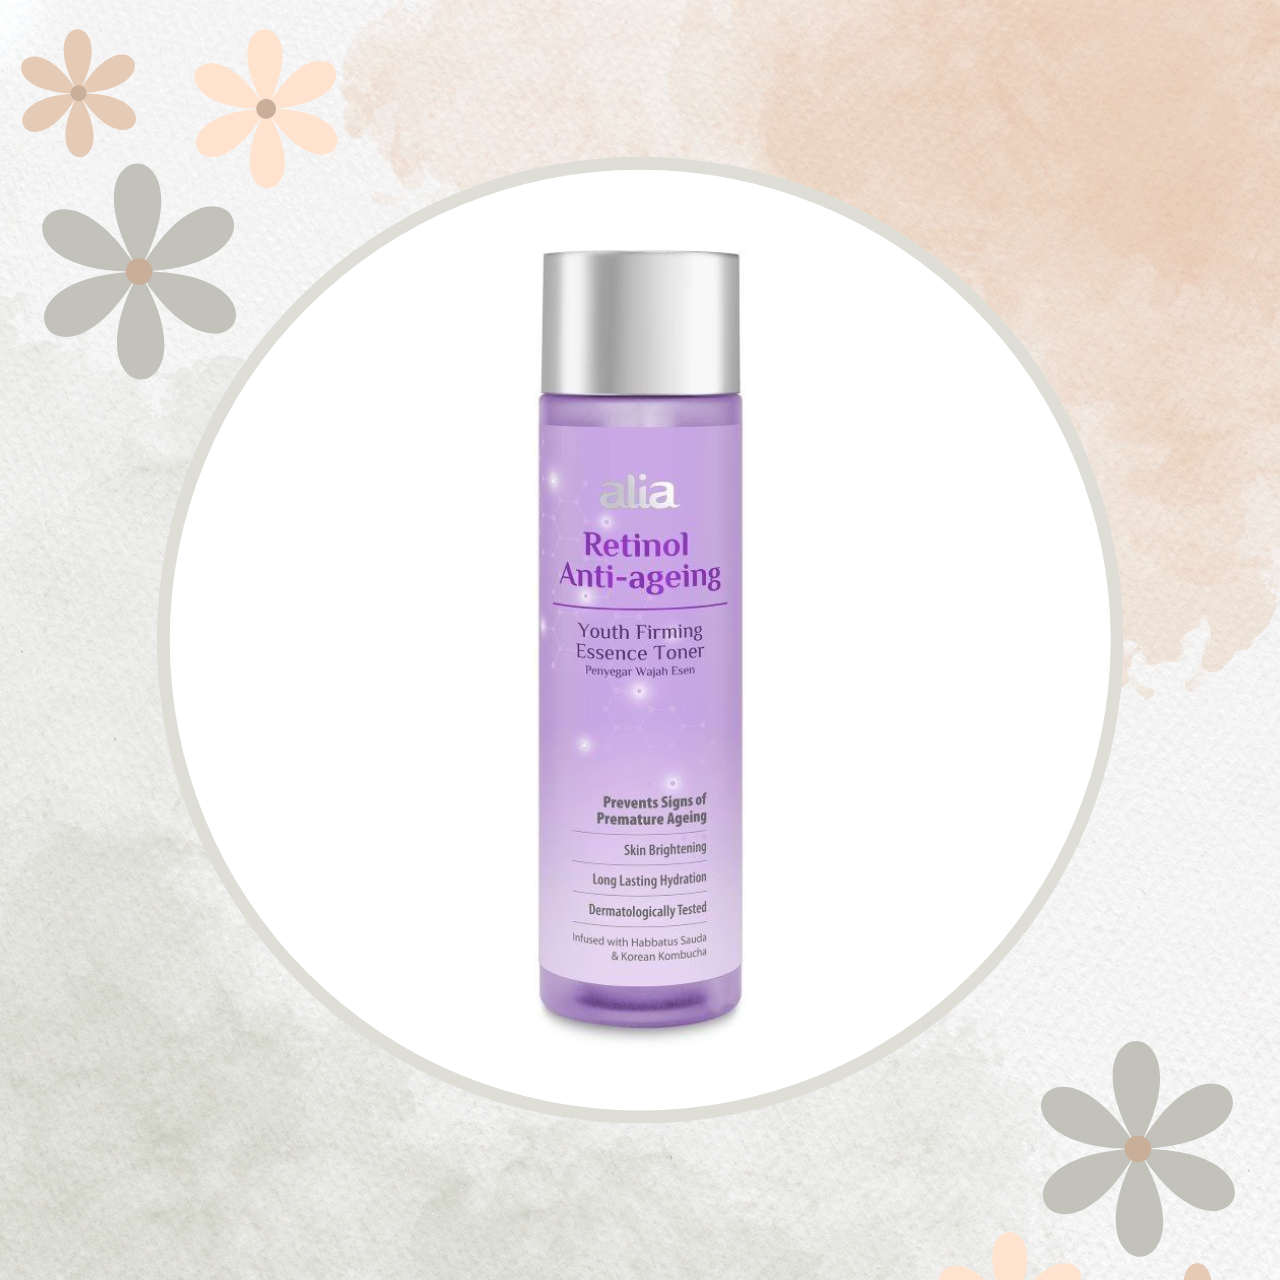 alia
Retinol
Anti-ageing
Youth Firming
Essence Toner
Penyegar Wajah Esen
Prevents Signs of
Premature Ageing
Skin Brightening
Long Lasting Hydration
Dermatologically Tested
Infused with Habbatus Sauda
& Korean Kombucha